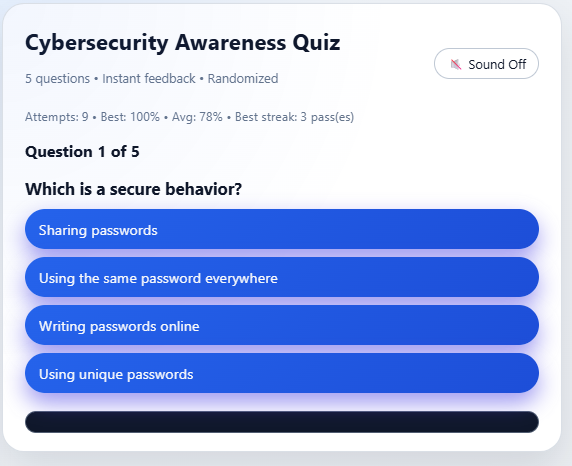 Cybersecurity Awareness Quiz
5 questions • Instant feedback • Randomized
Sound Off
Attempts: 9 • Best: 100% • Avg: 78% • Best streak: 3 pass(es)
Question 1 of 5
Which is a secure behavior?
Sharing passwords
Using the same password everywhere
Writing passwords online
Using unique passwords